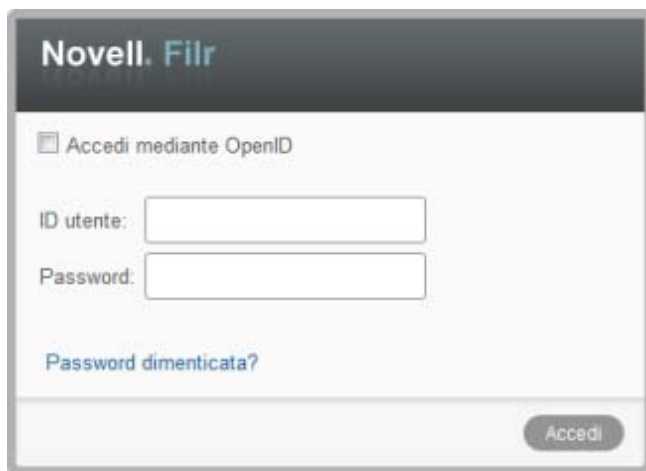 Novell. Filr
Accedi mediante OpenID
ID utente:
Password:
Password dimenticata?
Accedi